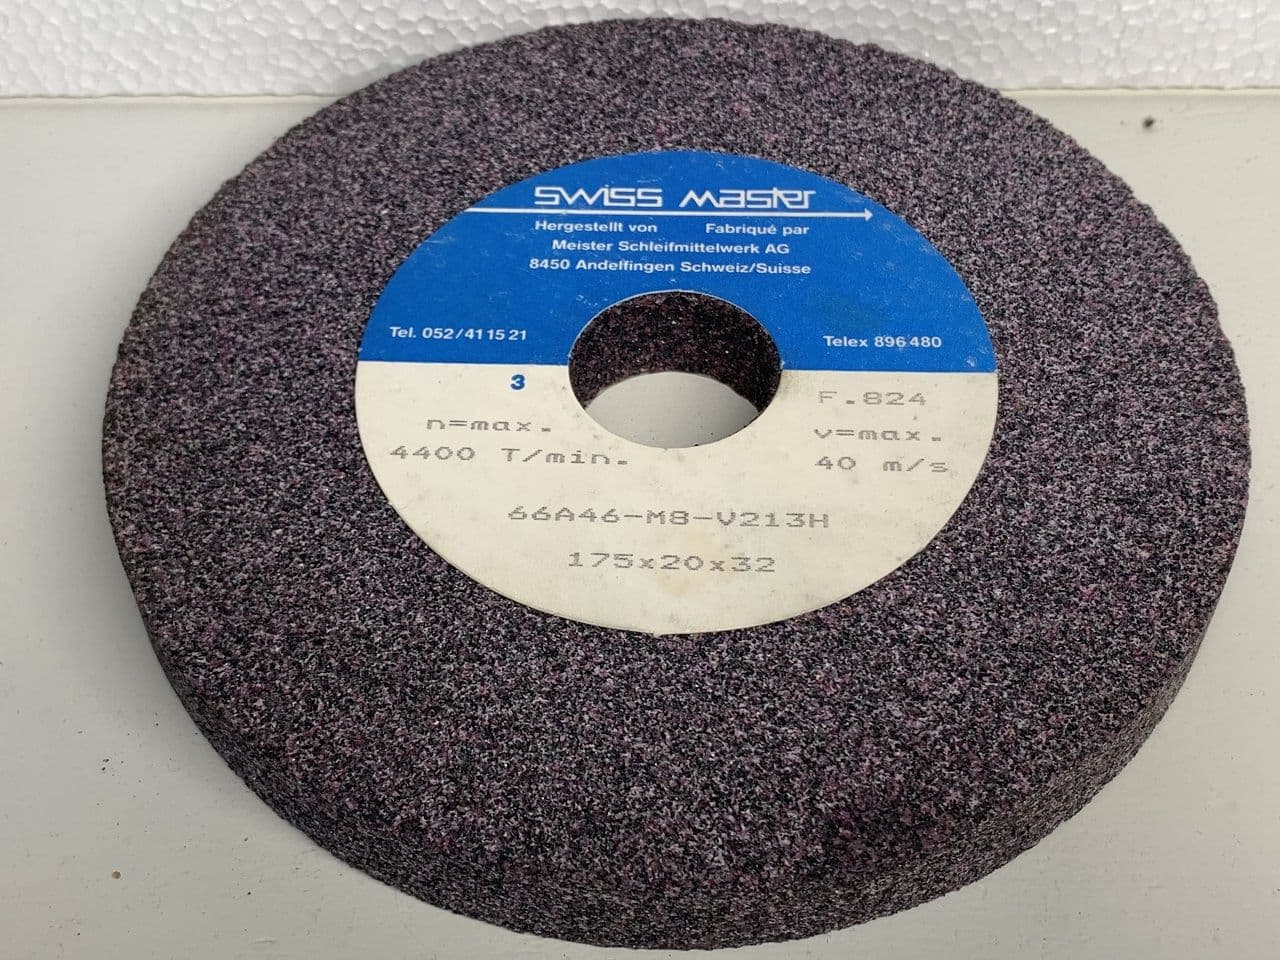 swiss master
Hergestellt von Fabriqué par
Meister Schleifmittelwerk AG
8450 Andelfingen Schweiz/Suisse
Tel. 052/41 15 21 Telex 896 480
3 F.824
n=max. v=max.
4400 T/min. 40 m/s
66A46-M8-V213H
175x20x32